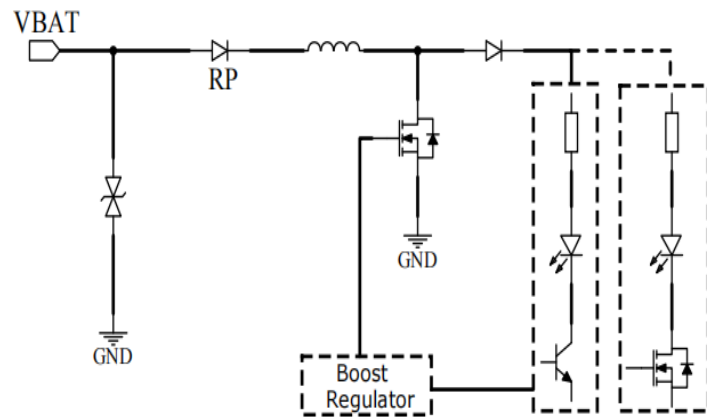 VBAT
RP
GND
GND
Boost
Regulator